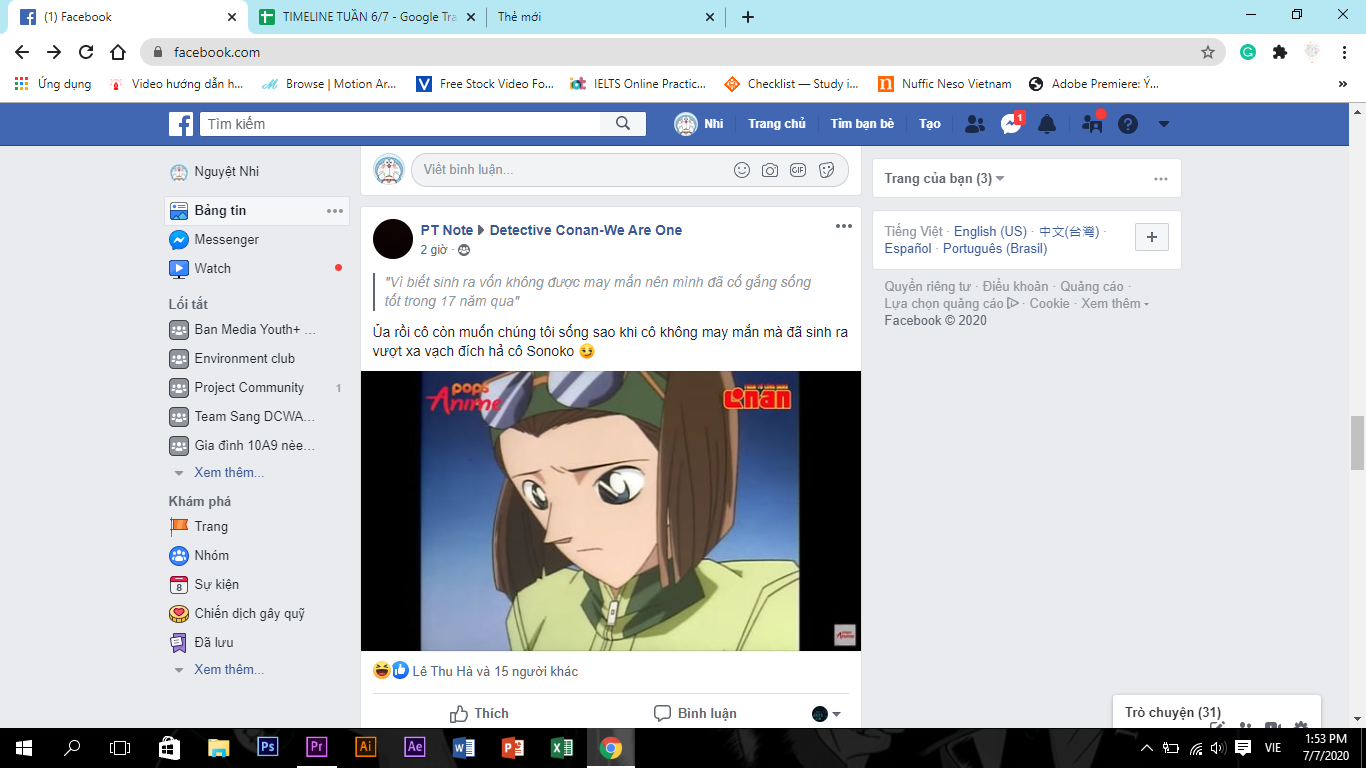 (1) Facebook
TIMELINE TUẦN 6/7 - Google Tra
Thẻ mới
facebook.com
Ứng dụng
Video hướng dẫn h...
Browse | Motion Ar...
Free Stock Video Fo...
IELTS Online Practic...
Checklist — Study i...
Nuffic Neso Vietnam
Adobe Premiere: Ý...
»
Tìm kiếm
Nhi
Trang chủ
Tìm bạn bè
Tạo
1
Nguyệt Nhi
Bảng tin
Messenger
Watch
Lối tắt
Ban Media Youth+ ...
Environment club
Project Community 1
Team Sang DCWA...
Gia đình 10A9 nèe...
Xem thêm...
Khám phá
Trang
Nhóm
8 Sự kiện
Chiến dịch gây quỹ
Đã lưu
Xem thêm...
Viết bình luận...
GIF
PT Note Detective Conan-We Are One
2 giờ ·
"Vì biết sinh ra vốn không được may mắn nên mình đã cố gắng sống
tốt trong 17 năm qua"
Ủa rồi cô còn muốn chúng tôi sống sao khi cô không may mắn mà đã sinh ra
vượt xa vạch đích hả cô Sonoko
POPS
Anime
Conan
Lê Thu Hà và 15 người khác
Thích
Bình luận
Trang của bạn (3)
Tiếng Việt · English (US) · 中文(台灣) ·
Español · Português (Brasil)
Quyền riêng tư · Điều khoản · Quảng cáo ·
Lựa chọn quảng cáo · Cookie · Xem thêm
Facebook © 2020
Trò chuyện (31)
Ps
Pr
Ai
Ae
VIE
1:53 PM
7/7/2020